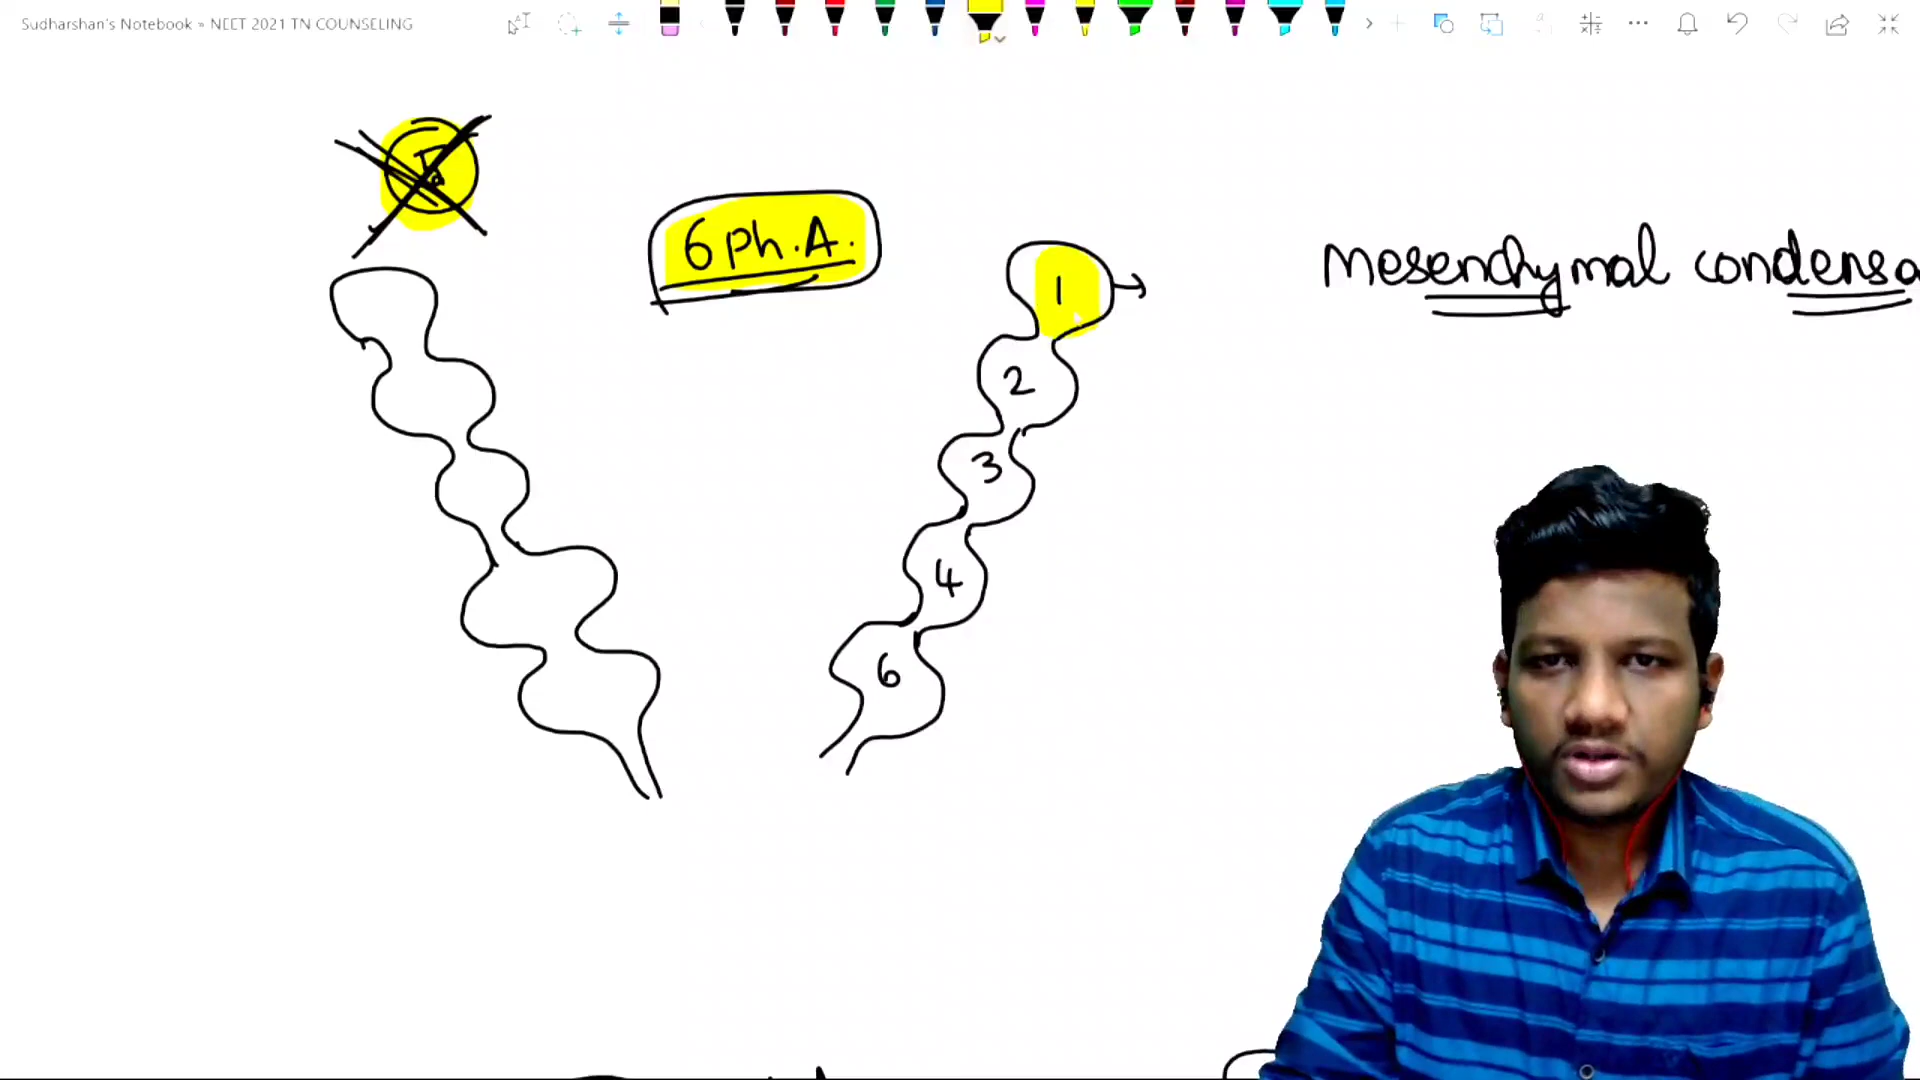 Sudharshan's Notebook » NEET 2021 TN COUNSELING
6 Ph.A.
1
mesenchymal condensa
2
3
4
6